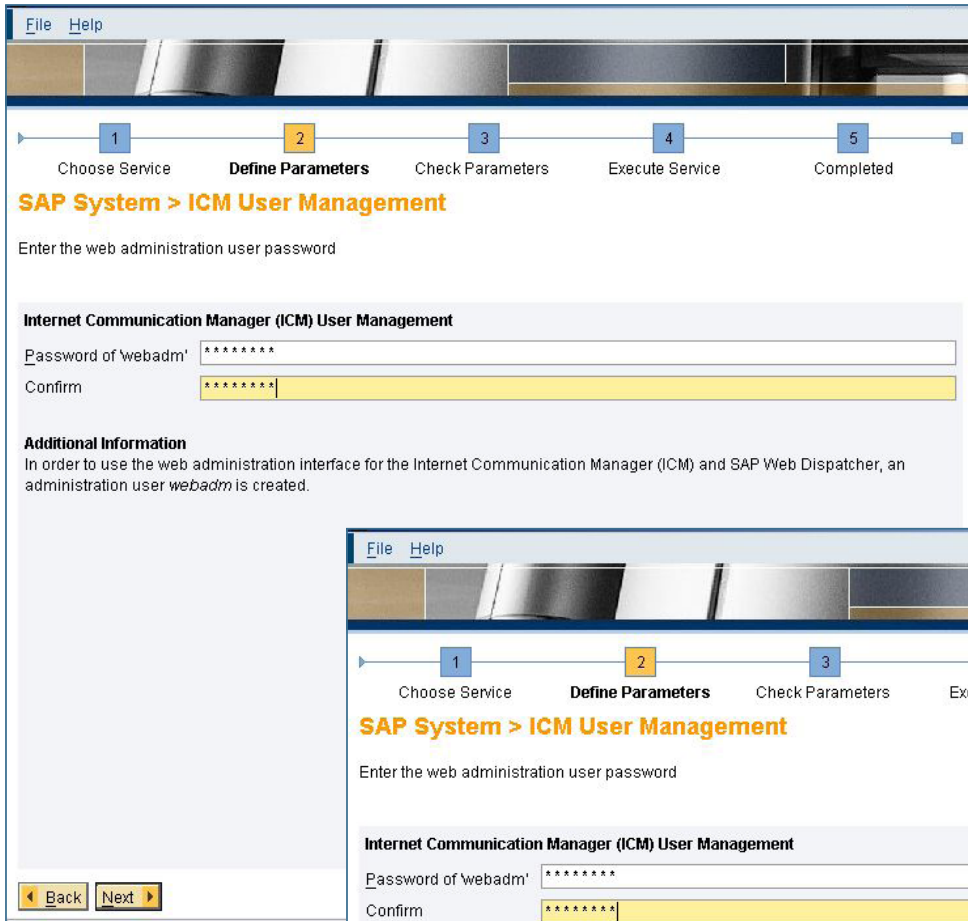 File Help
1 2 3 4 5
Choose Service Define Parameters Check Parameters Execute Service Completed
SAP System > ICM User Management
Enter the web administration user password
Internet Communication Manager (ICM) User Management
Password of 'webadm' ********
Confirm ********
Additional Information
In order to use the web administration interface for the Internet Communication Manager (ICM) and SAP Web Dispatcher, an
administration user webadm is created.
Back Next
File Help
1 2 3
Choose Service Define Parameters Check Parameters
SAP System > ICM User Management
Enter the web administration user password
Internet Communication Manager (ICM) User Management
Password of 'webadm' ********
Confirm ********